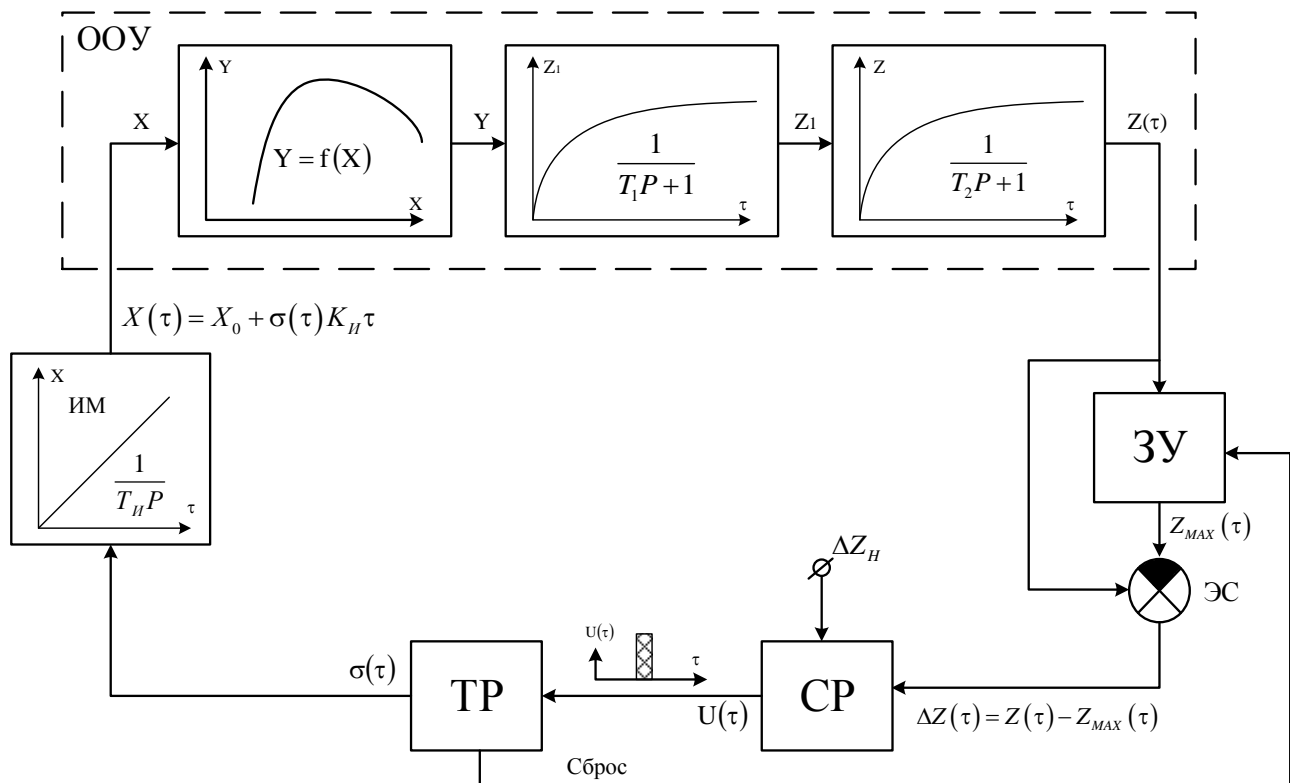 ООУ
Y
Y = f(X)
X
Z1
1
T1P + 1
τ
Z
1
T2P + 1
τ
X
Y
Z1
Z(τ)
X(τ) = X0 + σ(τ)KИτ
X
ИМ
1
TИP
τ
ЗУ
ZMAX(τ)
ΔZН
ЭС
U(τ)
τ
σ(τ)
ТР
U(τ)
СР
ΔZ(τ) = Z(τ) − ZMAX(τ)
Сброс